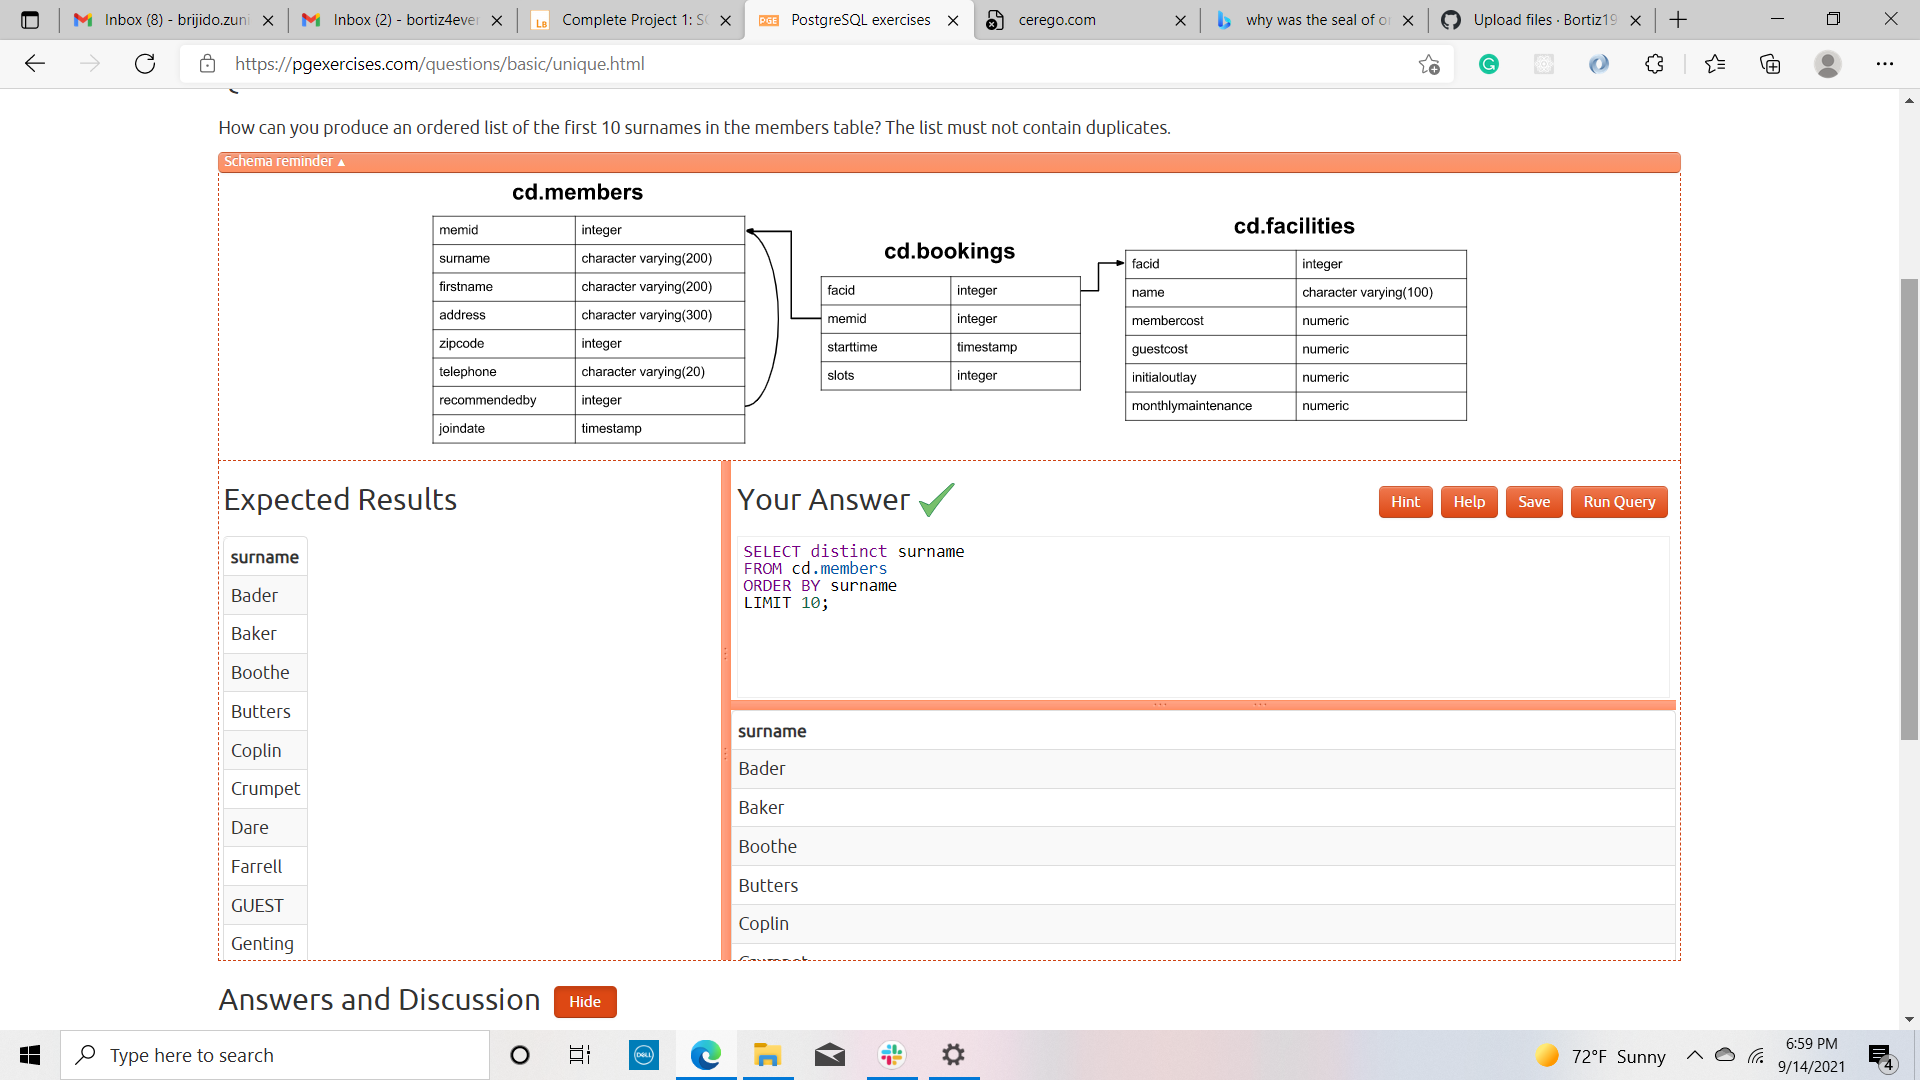 Inbox (8) - brijido.zuni
Inbox (2) - bortiz4ever
Complete Project 1: SQ
PostgreSQL exercises
cerego.com
why was the seal of or
Upload files · Bortiz19
https://pgexercises.com/questions/basic/unique.html
How can you produce an ordered list of the first 10 surnames in the members table? The list must not contain duplicates.
Schema reminder ▲
cd.members
memid integer
surname character varying(200)
firstname character varying(200)
address character varying(300)
zipcode integer
telephone character varying(20)
recommendedby integer
joindate timestamp
cd.bookings
facid integer
memid integer
starttime timestamp
slots integer
cd.facilities
facid integer
name character varying(100)
membercost numeric
guestcost numeric
initialoutlay numeric
monthlymaintenance numeric
Expected Results
surname
Bader
Baker
Boothe
Butters
Coplin
Crumpet
Dare
Farrell
GUEST
Genting
Your Answer
Hint
Help
Save
Run Query
SELECT distinct surname
FROM cd.members
ORDER BY surname
LIMIT 10;
surname
Bader
Baker
Boothe
Butters
Coplin
Crumpet
Answers and Discussion
Hide
Type here to search
DELL
72°F Sunny
6:59 PM
9/14/2021
4